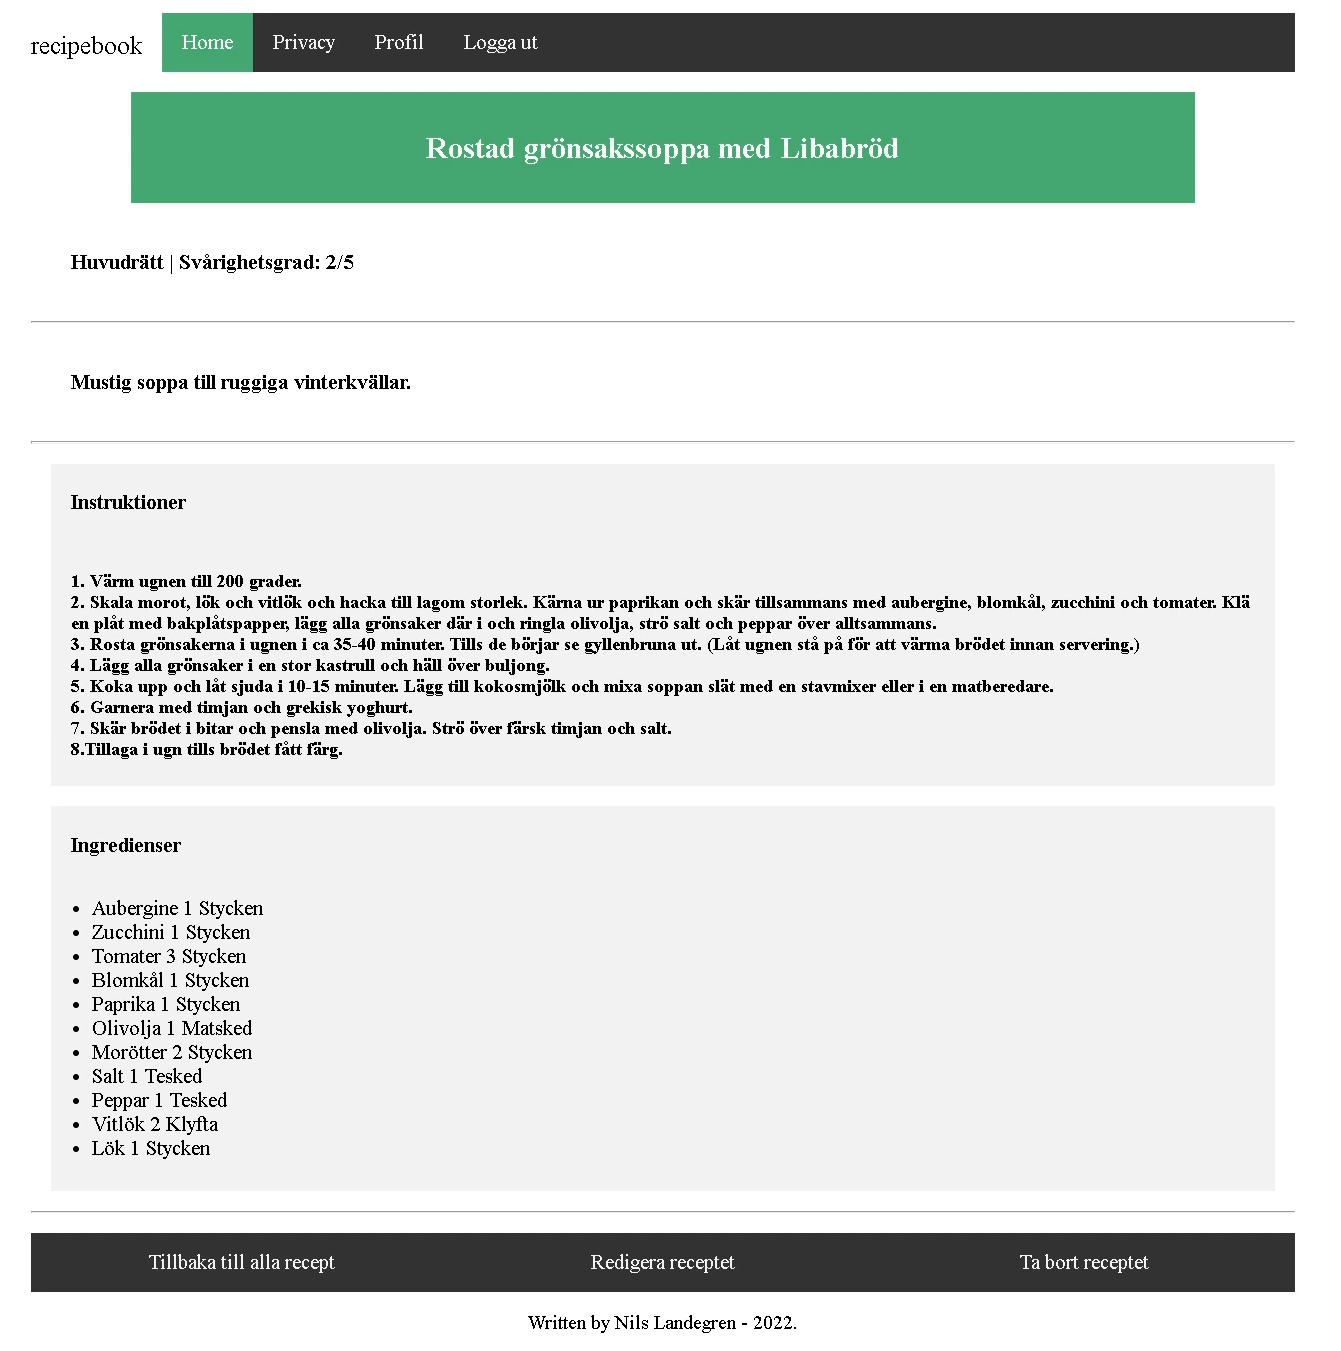 recipebook Home Privacy Profil Logga ut
Rostad grönsakssoppa med Libabröd
Huvudrätt | Svårighetsgrad: 2/5
Mustig soppa till ruggiga vinterkvällar.
Instruktioner
1. Värm ugnen till 200 grader.
2. Skala morot, lök och vitlök och hacka till lagom storlek. Kärna ur paprikan och skär tillsammans med aubergine, blomkål, zucchini och tomater. Klä
en plåt med bakplåtspapper, lägg alla grönsaker där i och ringla olivolja, strö salt och peppar över alltsammans.
3. Rosta grönsakerna i ugnen i ca 35-40 minuter. Tills de börjar se gyllenbruna ut. (Låt ugnen stå på för att värma brödet innan servering.)
4. Lägg alla grönsaker i en stor kastrull och häll över buljong.
5. Koka upp och låt sjuda i 10-15 minuter. Lägg till kokosmjölk och mixa soppan slät med en stavmixer eller i en matberedare.
6. Garnera med timjan och grekisk yoghurt.
7. Skär brödet i bitar och pensla med olivolja. Strö över färsk timjan och salt.
8.Tillaga i ugn tills brödet fått färg.
Ingredienser
• Aubergine 1 Stycken
• Zucchini 1 Stycken
• Tomater 3 Stycken
• Blomkål 1 Stycken
• Paprika 1 Stycken
• Olivolja 1 Matsked
• Morötter 2 Stycken
• Salt 1 Tesked
• Peppar 1 Tesked
• Vitlök 2 Klyfta
• Lök 1 Stycken
Tillbaka till alla recept Redigera receptet Ta bort receptet
Written by Nils Landegren - 2022.